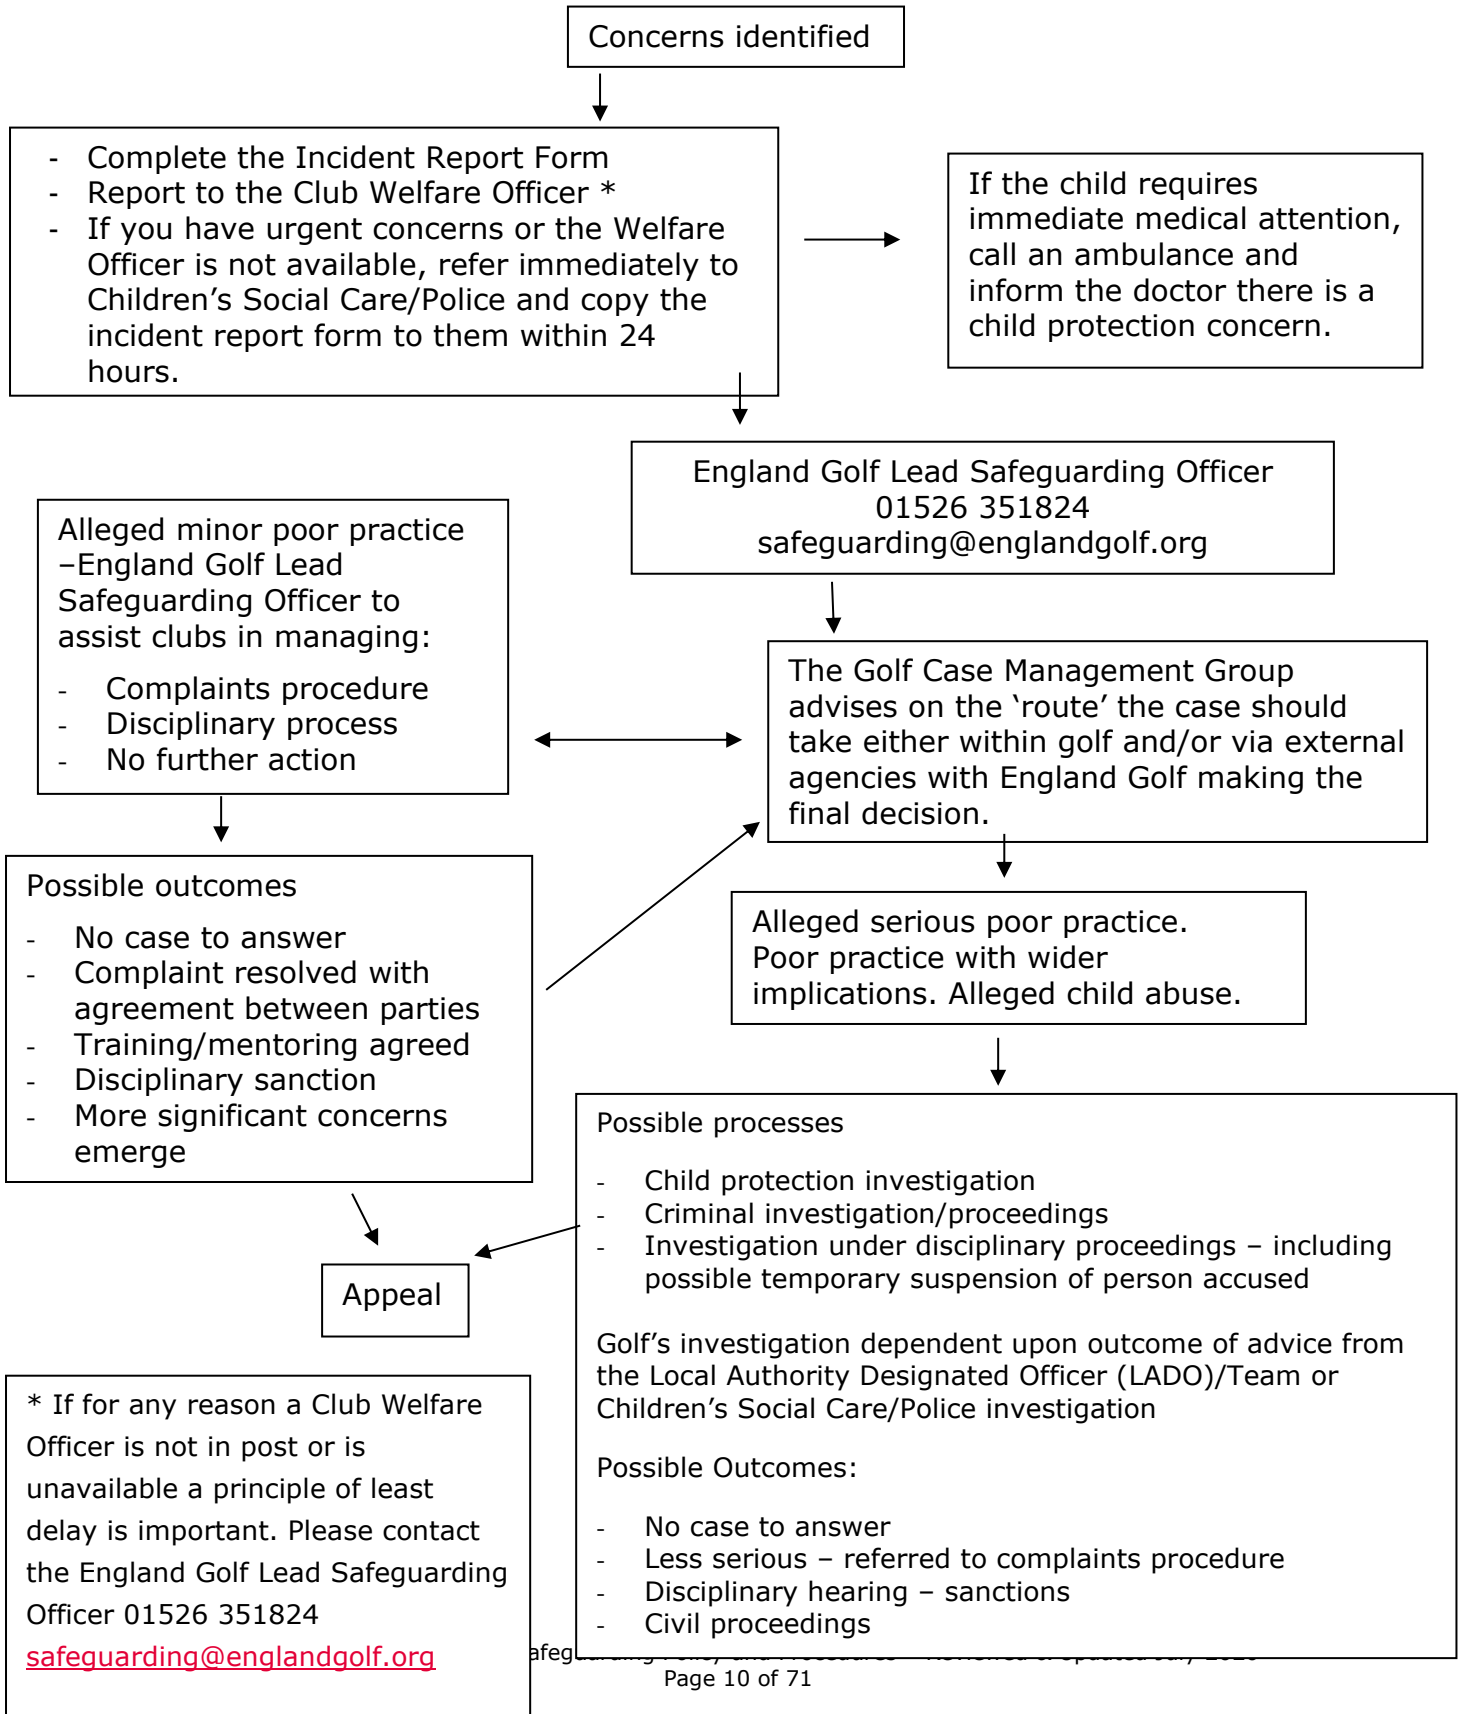 Concerns identified
- Complete the Incident Report Form
- Report to the Club Welfare Officer *
- If you have urgent concerns or the Welfare
Officer is not available, refer immediately to
Children’s Social Care/Police and copy the
incident report form to them within 24
hours.
If the child requires
immediate medical attention,
call an ambulance and
inform the doctor there is a
child protection concern.
England Golf Lead Safeguarding Officer
01526 351824
safeguarding@englandgolf.org
Alleged minor poor practice
–England Golf Lead
Safeguarding Officer to
assist clubs in managing:
- Complaints procedure
- Disciplinary process
- No further action
The Golf Case Management Group
advises on the ‘route’ the case should
take either within golf and/or via external
agencies with England Golf making the
final decision.
Possible outcomes
- No case to answer
- Complaint resolved with
agreement between parties
- Training/mentoring agreed
- Disciplinary sanction
- More significant concerns
emerge
Alleged serious poor practice.
Poor practice with wider
implications. Alleged child abuse.
Possible processes
- Child protection investigation
- Criminal investigation/proceedings
- Investigation under disciplinary proceedings – including
possible temporary suspension of person accused
Golf’s investigation dependent upon outcome of advice from
the Local Authority Designated Officer (LADO)/Team or
Children’s Social Care/Police investigation
Possible Outcomes:
- No case to answer
- Less serious – referred to complaints procedure
- Disciplinary hearing – sanctions
- Civil proceedings
Appeal
* If for any reason a Club Welfare
Officer is not in post or is
unavailable a principle of least
delay is important. Please contact
the England Golf Lead Safeguarding
Officer 01526 351824
safeguarding@englandgolf.org
Page 10 of 71